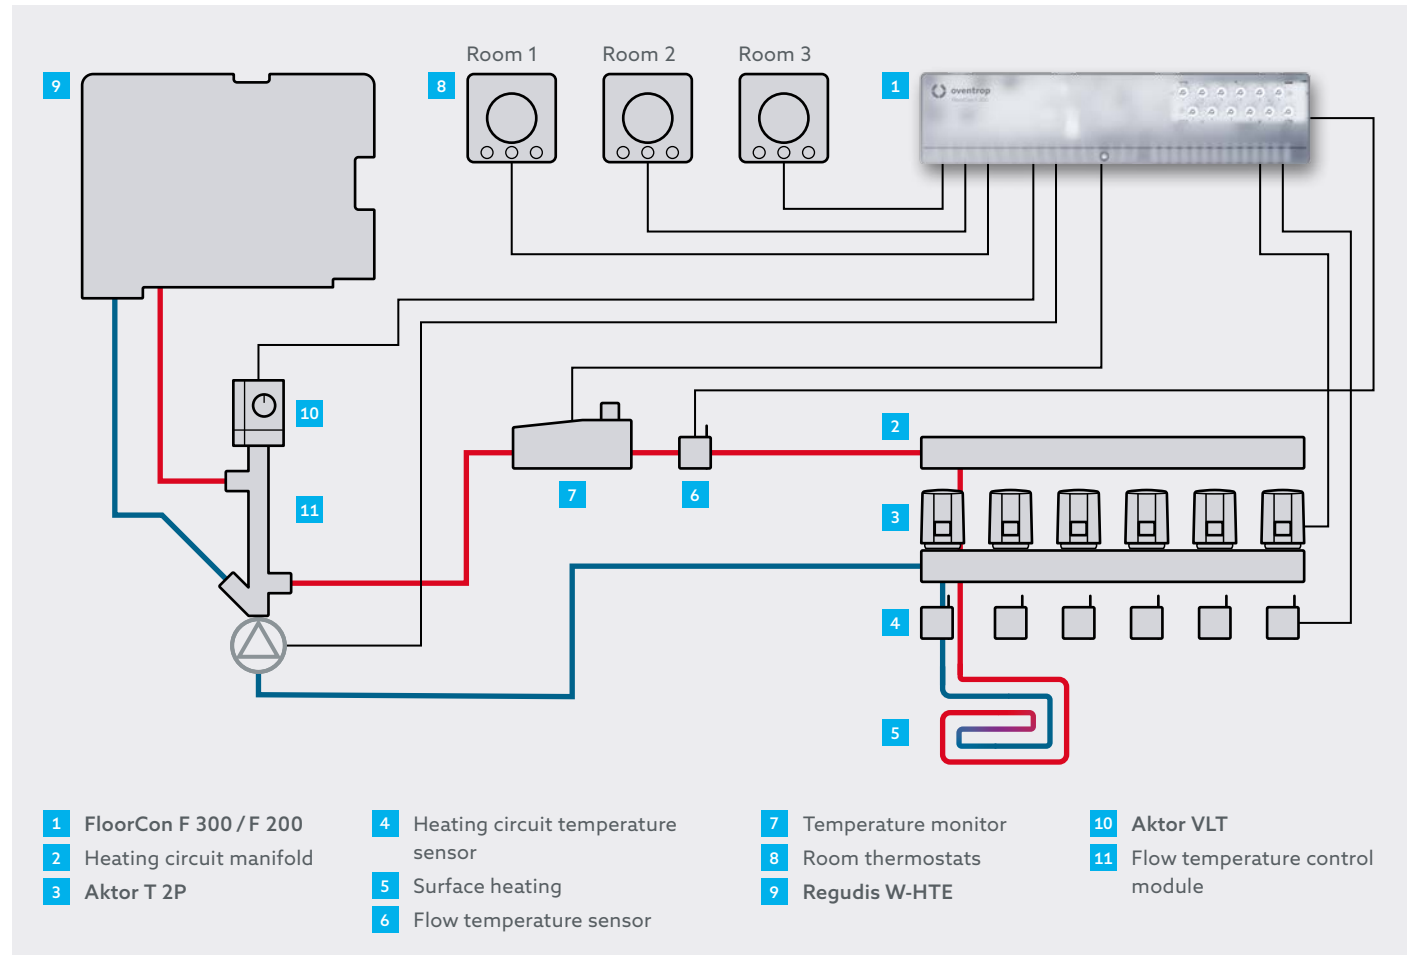 Room 1
Room 2
Room 3
9
8
1
oventrop
10
2
7
6
11
3
4
5
1 FloorCon F 300 / F 200
2 Heating circuit manifold
3 Aktor T 2P
4 Heating circuit temperature
sensor
5 Surface heating
6 Flow temperature sensor
7 Temperature monitor
8 Room thermostats
9 Regudis W-HTE
10 Aktor VLT
11 Flow temperature control
module